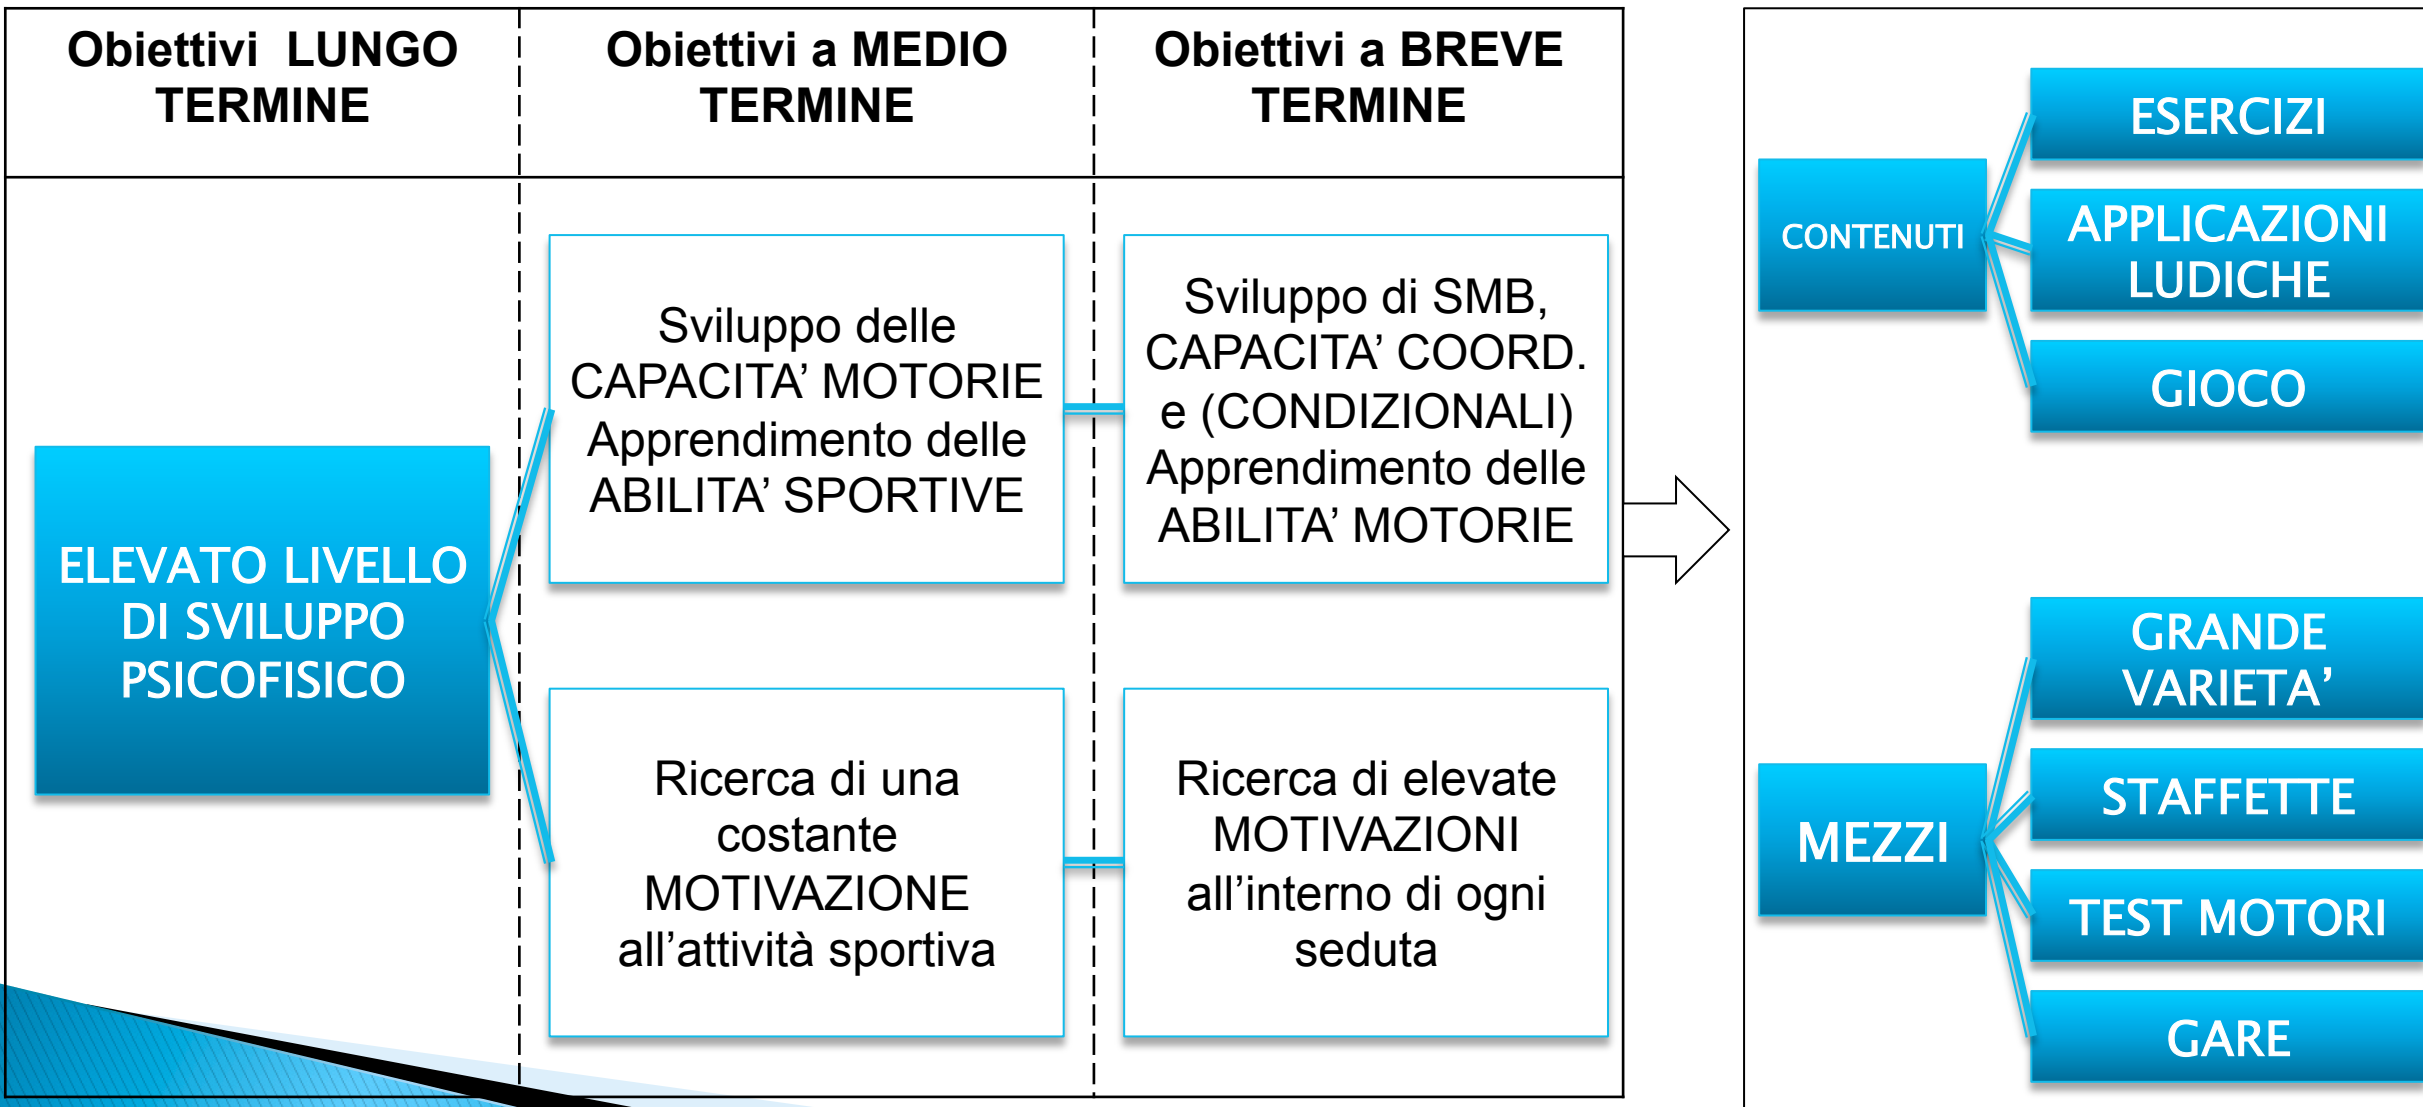 Obiettivi  LUNGO
TERMINE
Obiettivi a MEDIO
TERMINE
Obiettivi a BREVE
TERMINE
ELEVATO LIVELLO
DI SVILUPPO
PSICOFISICO
Sviluppo delle
CAPACITA’ MOTORIE
Apprendimento delle
ABILITA’ SPORTIVE
Sviluppo di SMB,
CAPACITA’ COORD.
e (CONDIZIONALI)
Apprendimento delle
ABILITA’ MOTORIE
Ricerca di una
costante
MOTIVAZIONE
all’attività sportiva
Ricerca di elevate
MOTIVAZIONI
all’interno di ogni
seduta
CONTENUTI
ESERCIZI
APPLICAZIONI
LUDICHE
GIOCO
MEZZI
GRANDE
VARIETA’
STAFFETTE
TEST MOTORI
GARE